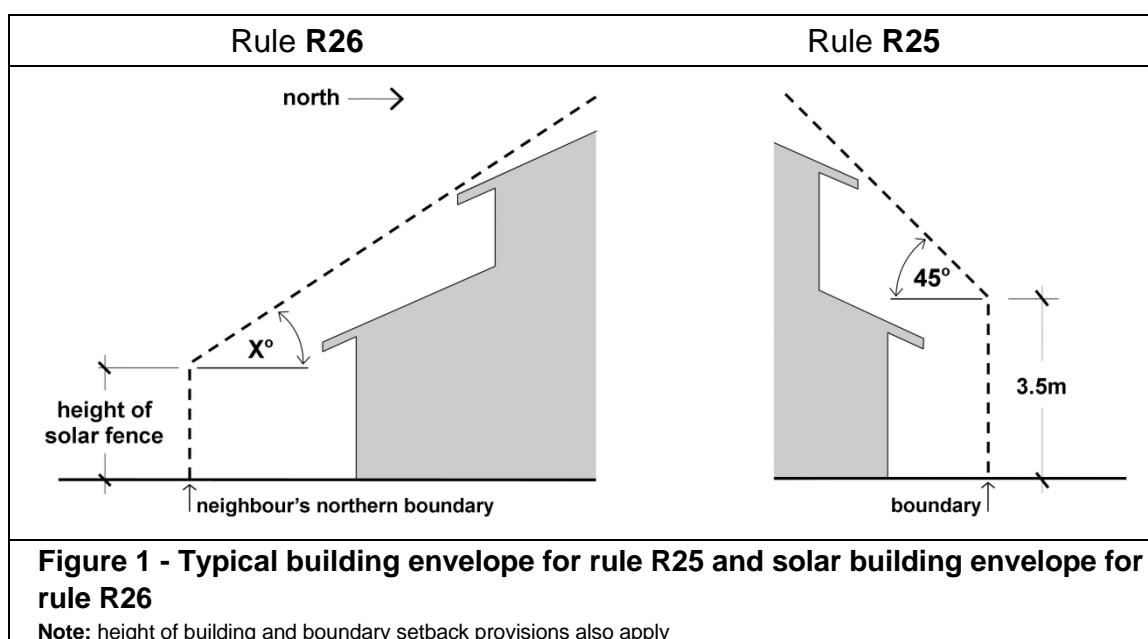 Rule R26
Rule R25
north
Xº
height of
solar fence
neighbour's northern boundary
45º
3.5m
boundary
Figure 1 - Typical building envelope for rule R25 and solar building envelope for
rule R26
Note: height of building and boundary setback provisions also apply